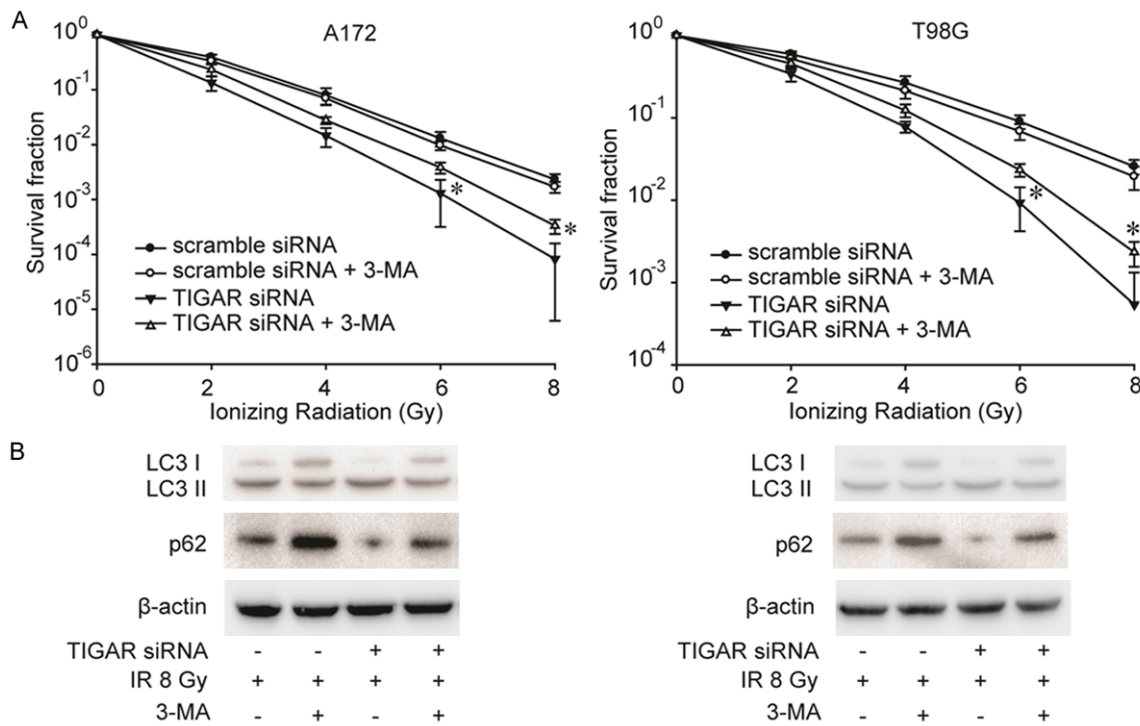 A
A172
10⁰
10⁻¹
10⁻²
10⁻³
10⁻⁴
10⁻⁵
10⁻⁶
Survival fraction
scramble siRNA
scramble siRNA + 3-MA
TIGAR siRNA
TIGAR siRNA + 3-MA
*
*
0 2 4 6 8
Ionizing Radiation (Gy)
T98G
10⁰
10⁻¹
10⁻²
10⁻³
10⁻⁴
Survival fraction
scramble siRNA
scramble siRNA + 3-MA
TIGAR siRNA
TIGAR siRNA + 3-MA
*
*
0 2 4 6 8
Ionizing Radiation (Gy)
B
LC3 I
LC3 II
p62
β-actin
TIGAR siRNA - - + +
IR 8 Gy + + + +
3-MA - + - +
LC3 I
LC3 II
p62
β-actin
TIGAR siRNA - - + +
IR 8 Gy + + + +
3-MA - + - +